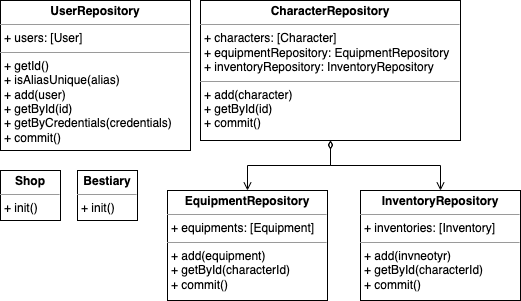 UserRepository
+ users: [User]
+ getId()
+ isAliasUnique(alias)
+ add(user)
+ getById(id)
+ getByCredentials(credentials)
+ commit()
CharacterRepository
+ characters: [Character]
+ equipmentRepository: EquipmentRepository
+ inventoryRepository: InventoryRepository
+ add(character)
+ getById(id)
+ commit()
Shop
+ init()
Bestiary
+ init()
EquipmentRepository
+ equipments: [Equipment]
+ add(equipment)
+ getById(characterId)
+ commit()
InventoryRepository
+ inventories: [Inventory]
+ add(invneotyr)
+ getById(characterId)
+ commit()